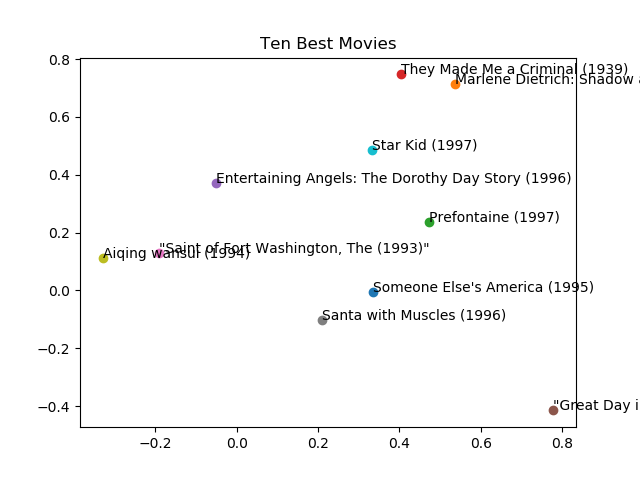 Ten Best Movies
0.8
They Made Me a Criminal (1939)
Marlene Dietrich: Shadow
0.6
Star Kid (1997)
0.4
Entertaining Angels: The Dorothy Day Story (1996)
Prefontaine (1997)
0.2
"Saint of Fort Washington, The (1993)"
Aiqing wansui (1994)
0.0
Someone Else's America (1995)
Santa with Muscles (1996)
−0.2
−0.4
"Great Day i
−0.2 0.0 0.2 0.4 0.6 0.8